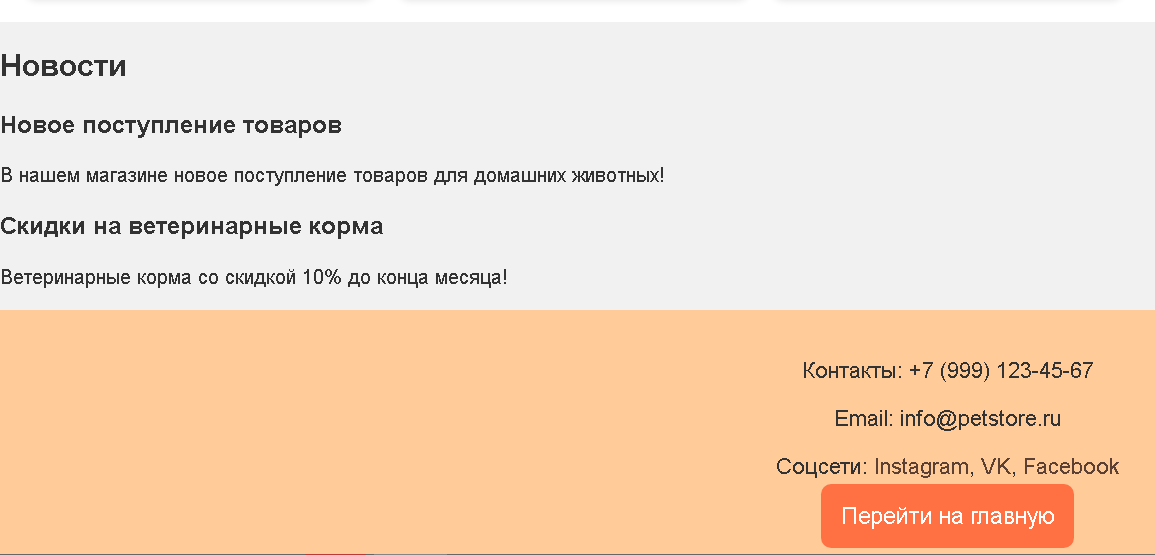 Новости
Новое поступление товаров
В нашем магазине новое поступление товаров для домашних животных!
Скидки на ветеринарные корма
Ветеринарные корма со скидкой 10% до конца месяца!
Контакты: +7 (999) 123-45-67
Email: info@petstore.ru
Соцсети: Instagram, VK, Facebook
Перейти на главную